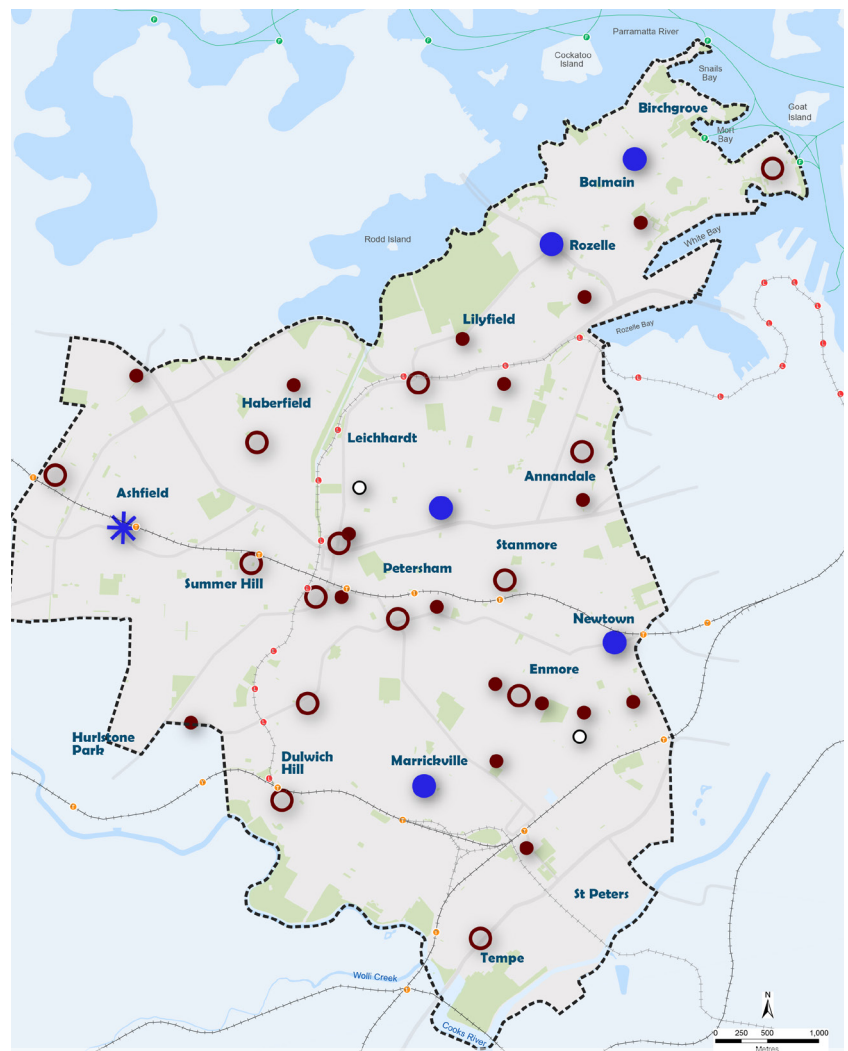 Parramatta River
Cockatoo
Island
Snails
Bay
Birchgrove
Goat
Island
Mort
Bay
Balmain
White Bay
Rodd Island
Rozelle
Rozelle Bay
Lilyfield
Haberfield
Leichhardt
Annandale
Ashfield
Stanmore
Petersham
Summer Hill
Newtown
Enmore
Hurlstone
Park
Dulwich
Hill
Marrickville
St Peters
Tempe
Wolli Creek
Cooks River
N
0 250 500 1,000
Metres